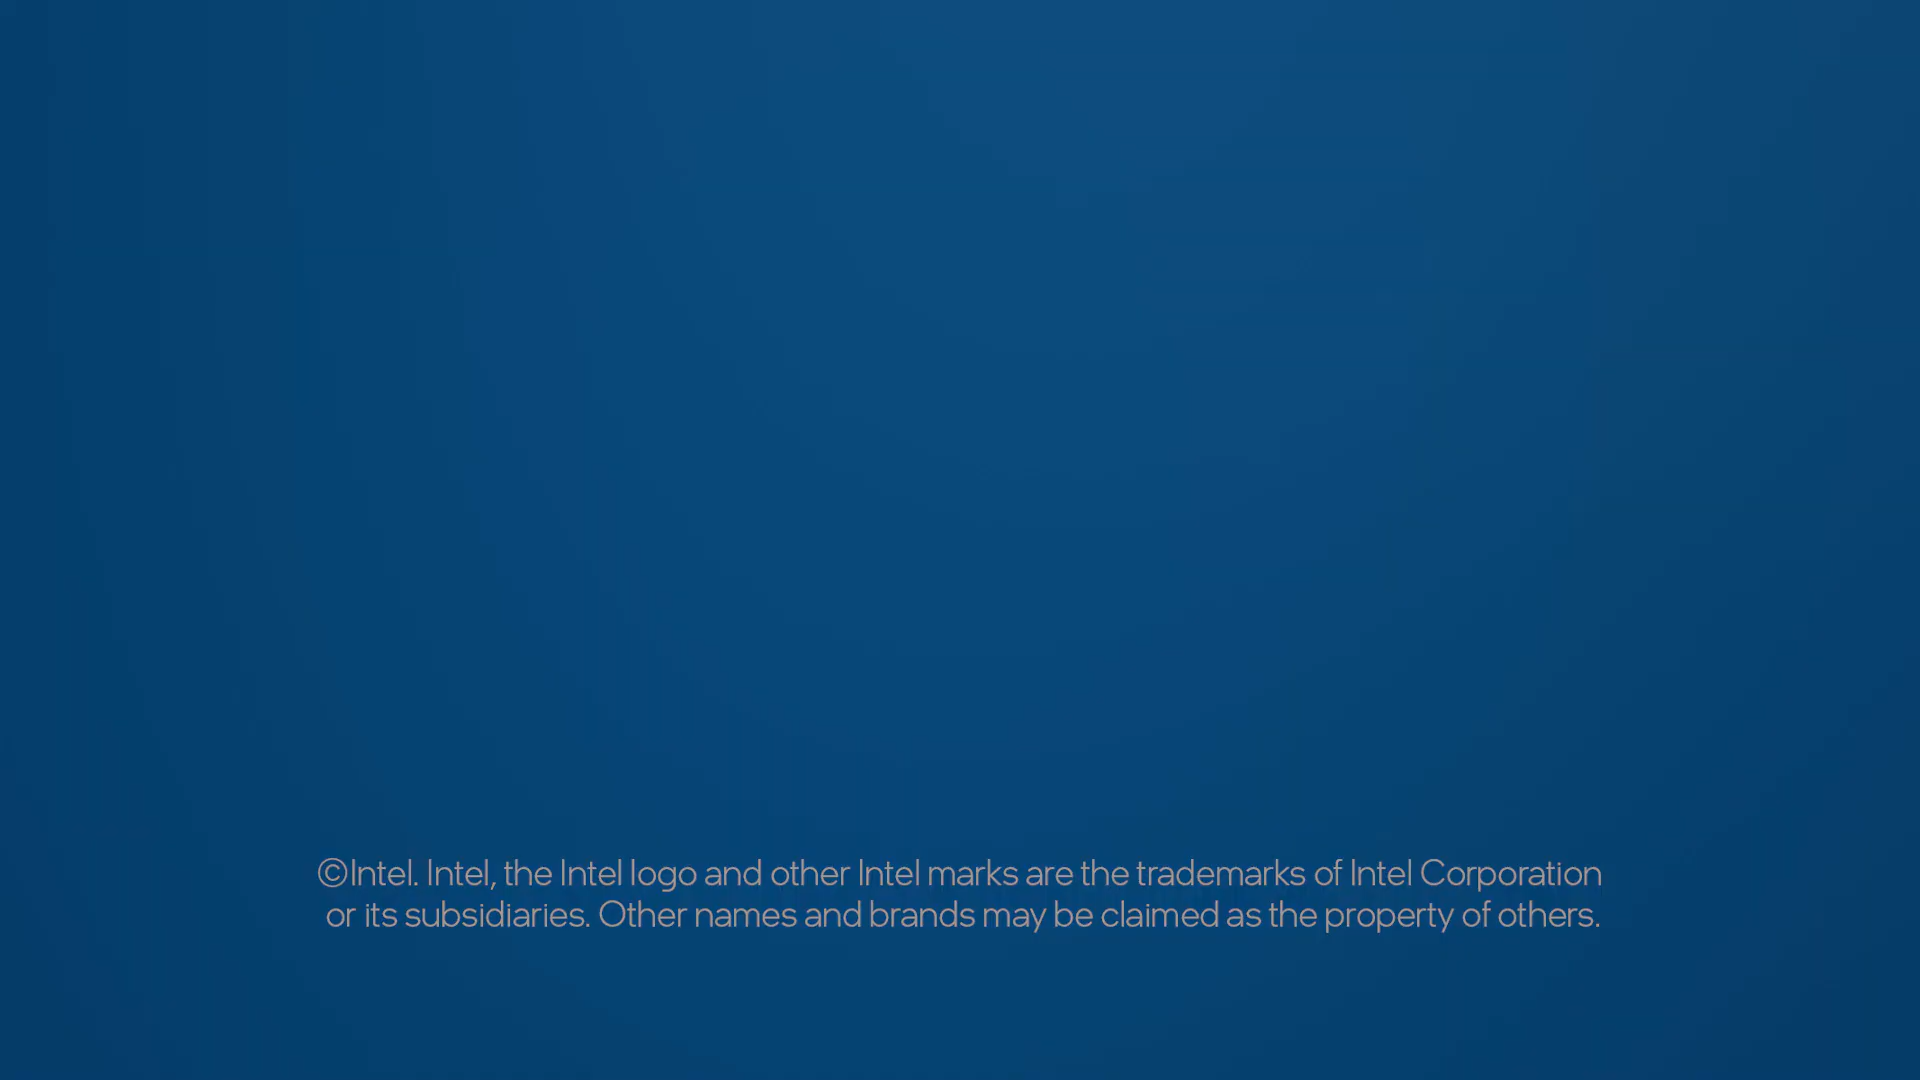 ©Intel. Intel, the Intel logo and other Intel marks are the trademarks of Intel Corporation
or its subsidiaries. Other names and brands may be claimed as the property of others.